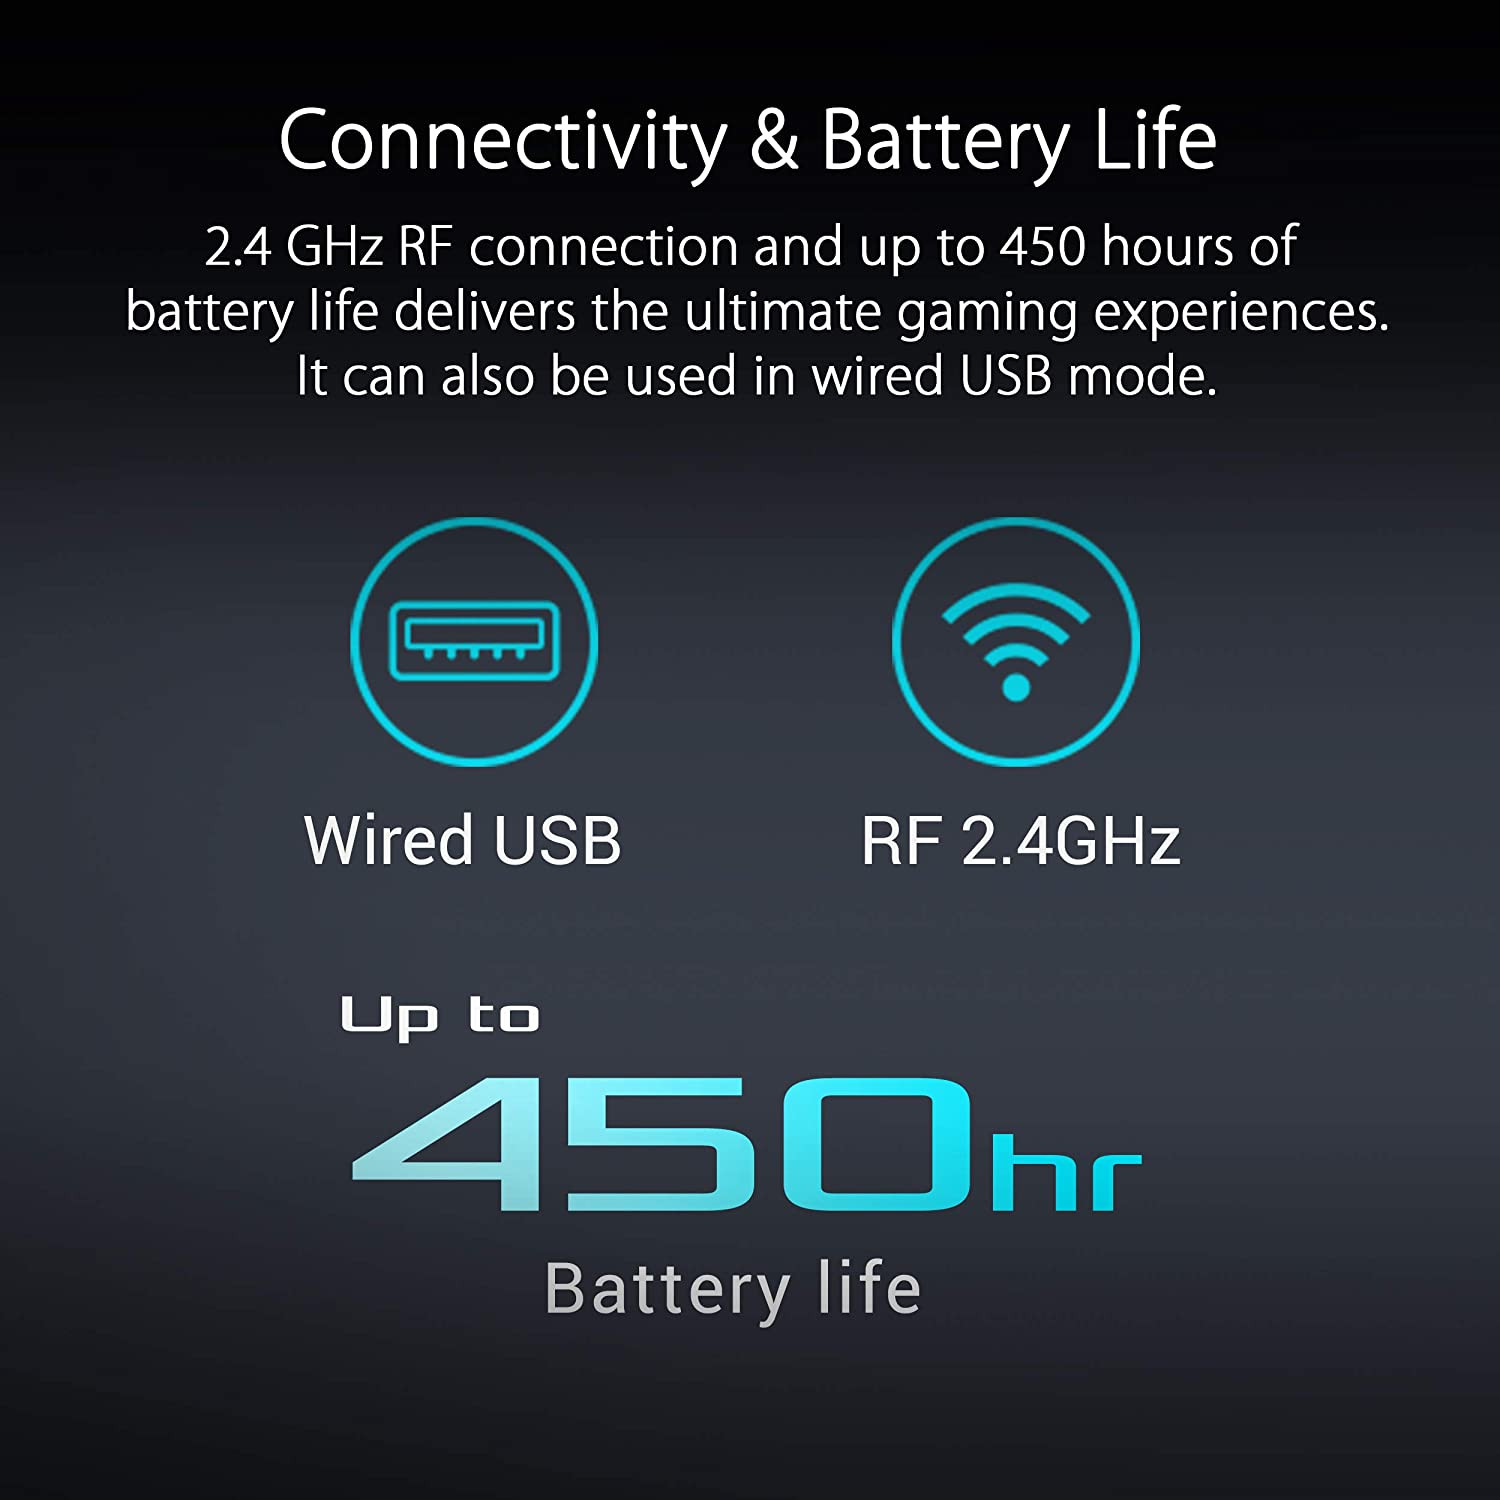 Connectivity & Battery Life
2.4 GHz RF connection and up to 450 hours of
battery life delivers the ultimate gaming experiences.
It can also be used in wired USB mode.
Wired USB
RF 2.4GHz
Up to
450hr
Battery life